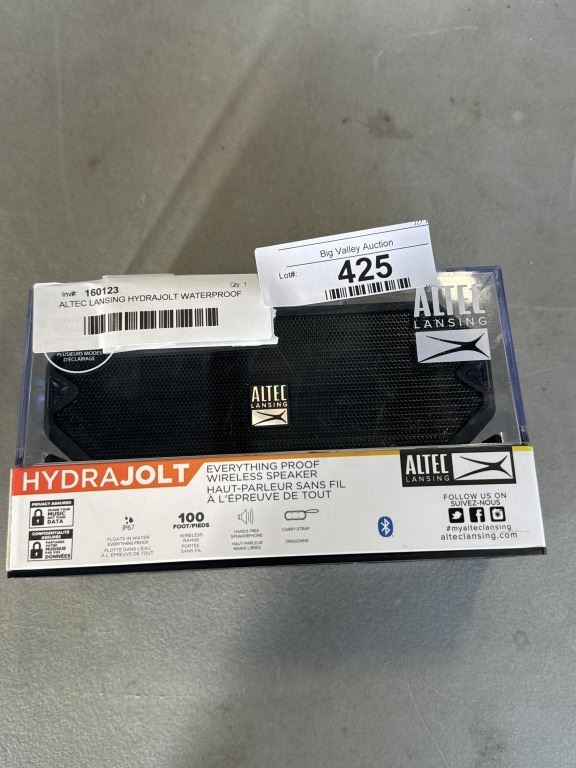 Big Valley Auction
Lot#: 425
Inv#: 160123 Qty. 1
ALTEC LANSING HYDRAJOLT WATERPROOF
PLUSIEURS MODES
D'ÉCLAIRAGE
ALTEC
LANSING
ALTEC
LANSING
HYDRAJOLT
EVERYTHING PROOF
WIRELESS SPEAKER
HAUT-PARLEUR SANS FIL
À L'ÉPREUVE DE TOUT
ALTEC
LANSING
PRIVACY ASSURED
SHARE YOUR
MUSIC
NOT YOUR
DATA
CONFIDENTIALITÉ
ASSURÉE
PARTAGEZ
VOTRE
MUSIQUE
PAS VOS
DONNÉES
IP67
FLOATS IN WATER
EVERYTHING PROOF
FLOTTE DANS L'EAU
À L'ÉPREUVE DE TOUT
100
FOOT/PIEDS
WIRELESS
RANGE
PORTÉE
SANS FIL
HANDS FREE
SPEAKERPHONE
HAUT-PARLEUR
MAINS LIBRES
CARRY STRAP
DRAGONNE
FOLLOW US ON
SUIVEZ-NOUS
#myalteclansing
alteclansing.com